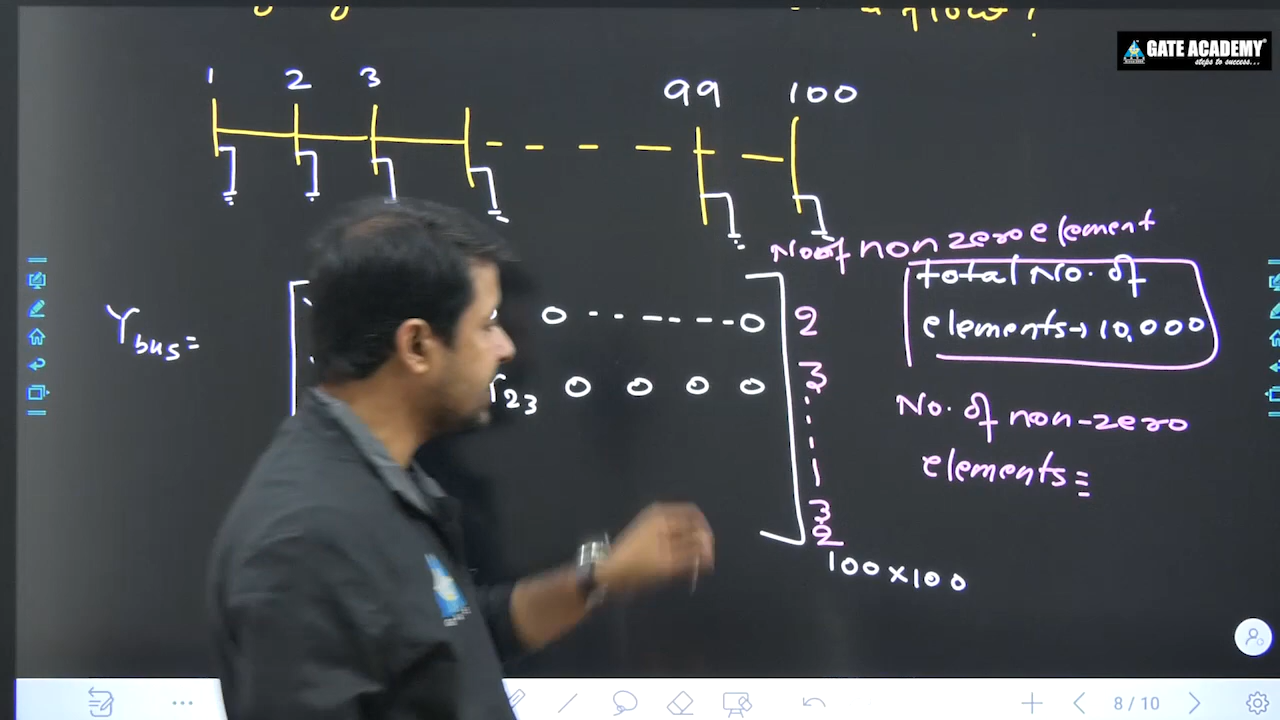 GATE ACADEMY
steps to success...
1 2 3 99 100
No of non zero element
total No. of
elements → 10,000
Ybus =
0 - - - - - - 0 2
Y23 0 0 0 0 3
No. of non-zero
elements =
3
2
100 × 100
8 / 10